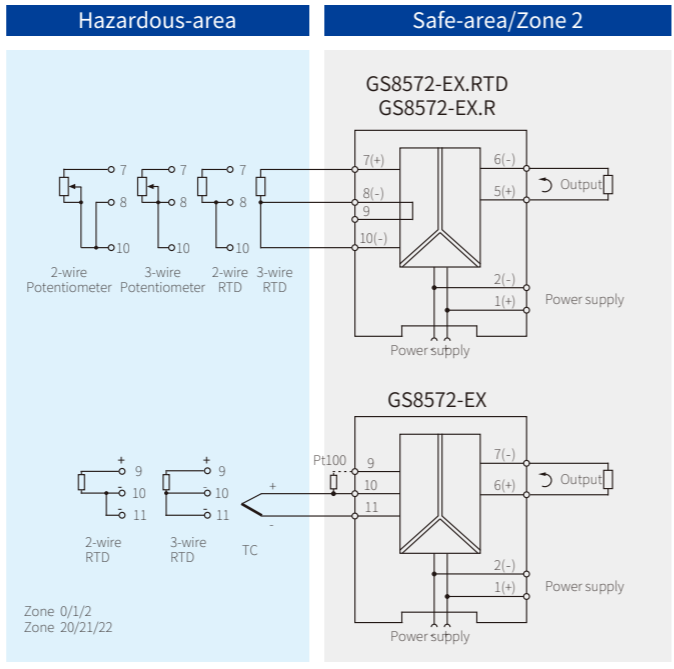 Hazardous-area
Safe-area/Zone 2
GS8572-EX.RTD
GS8572-EX.R
7
7
7
7(+)
6(-)
8
8
8
8(-)
5(+)
Output
9
10
10
10
10(-)
2-wire
Potentiometer
3-wire
Potentiometer
2-wire
RTD
3-wire
RTD
2(-)
1(+)
Power supply
Power supply
GS8572-EX
+
9
-
10
-
11
+
9
-
10
-
11
+
-
Pt100
9
10
11
7(-)
6(+)
Output
2-wire
RTD
3-wire
RTD
TC
2(-)
1(+)
Power supply
Zone 0/1/2
Zone 20/21/22
Power supply